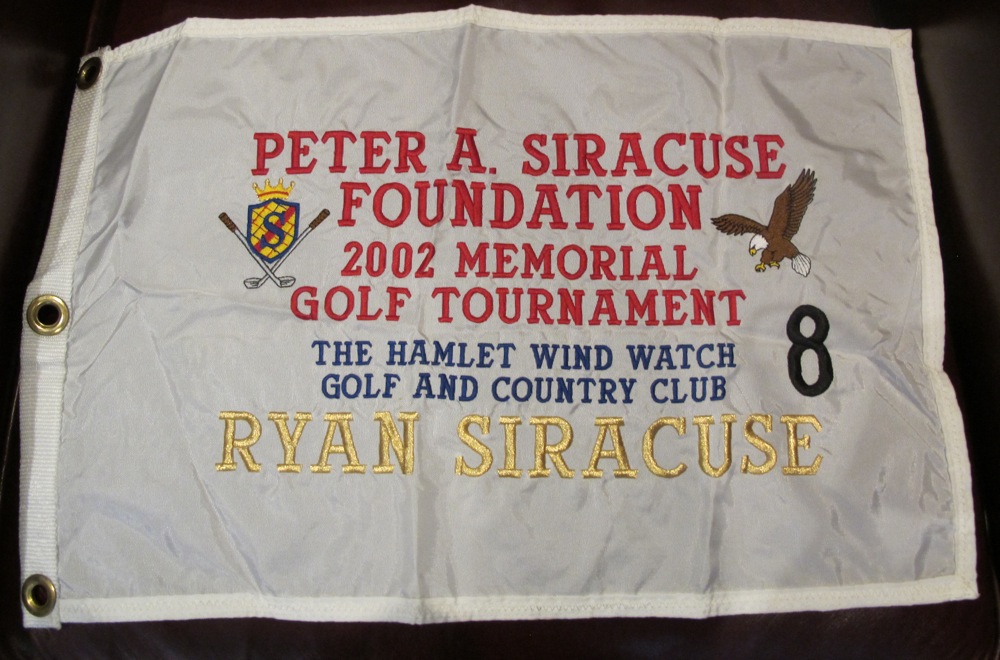 PETER A. SIRACUSE
FOUNDATION
S
2002 MEMORIAL
GOLF TOURNAMENT
8
THE HAMLET WIND WATCH
GOLF AND COUNTRY CLUB
RYAN SIRACUSE